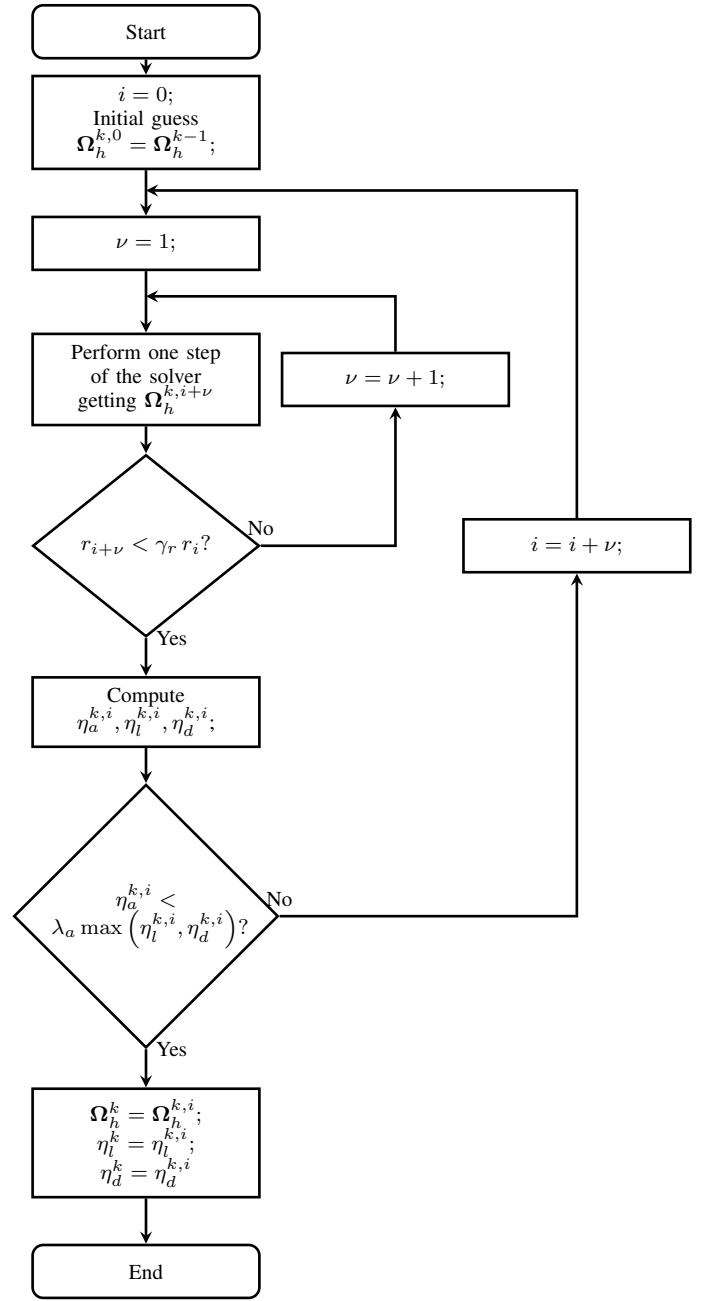 Start
i = 0;
Initial guess
Ω_h^{k,0} = Ω_h^{k−1};
ν = 1;
Perform one step
of the solver
getting Ω_h^{k,i+ν}
ν = ν + 1;
r_{i+ν} < γ_r r_i?
No
Yes
i = i + ν;
Compute
η_a^{k,i}, η_l^{k,i}, η_d^{k,i};
η_a^{k,i} <
λ_a max(η_l^{k,i}, η_d^{k,i})?
No
Yes
Ω_h^k = Ω_h^{k,i};
η_l^k = η_l^{k,i};
η_d^k = η_d^{k,i}
End